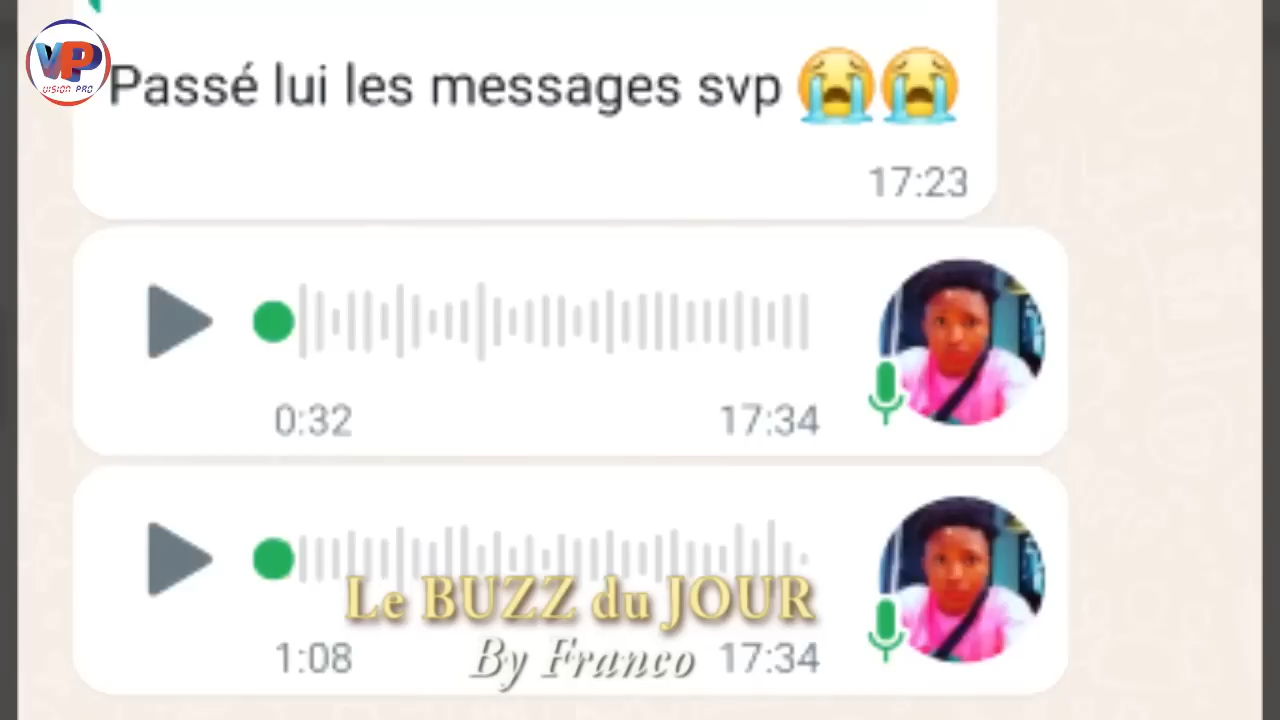 VP
VISION PRO
Passé lui les messages svp 😭😭
17:23
0:32 17:34
Le BUZZ du JOUR
1:08 By Franco 17:34